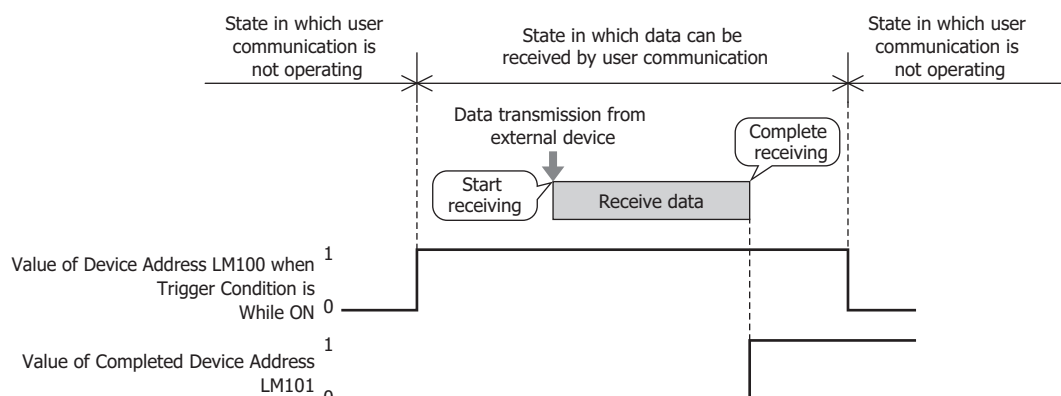 State in which user
communication is
not operating
State in which data can be
received by user communication
State in which user
communication is
not operating
Data transmission from
external device
Complete
receiving
Start
receiving
Receive data
Value of Device Address LM100 when
Trigger Condition is
While ON
1
0
Value of Completed Device Address
LM101
1
0